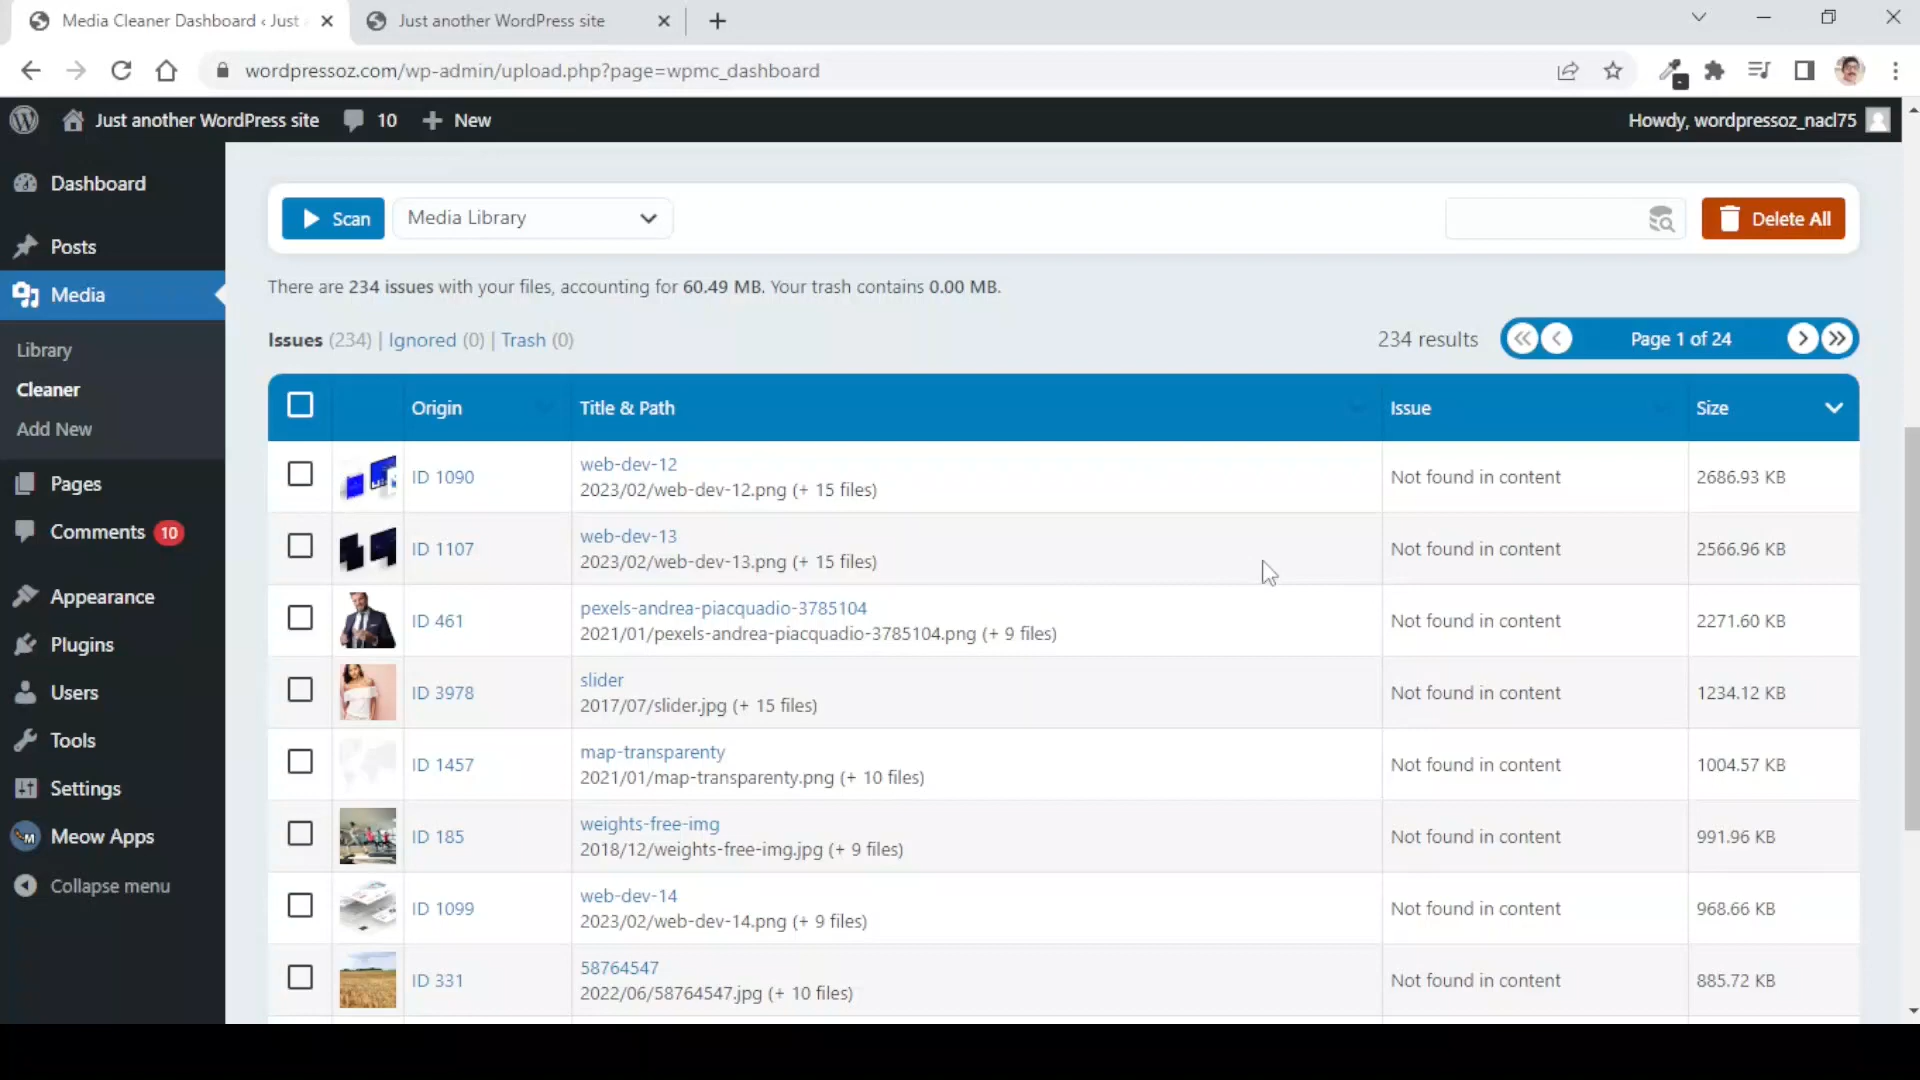 Media Cleaner Dashboard ‹ Just
Just another WordPress site
wordpressoz.com/wp-admin/upload.php?page=wpmc_dashboard
Just another WordPress site
10
New
Howdy, wordpressoz_nacl75
Dashboard
Posts
Media
Library
Cleaner
Add New
Pages
Comments 10
Appearance
Plugins
Users
Tools
Settings
Meow Apps
Collapse menu
Scan
Media Library
Delete All
There are 234 issues with your files, accounting for 60.49 MB. Your trash contains 0.00 MB.
Issues (234) | Ignored (0) | Trash (0)
234 results
Page 1 of 24
Origin
Title & Path
Issue
Size
ID 1090
web-dev-12
2023/02/web-dev-12.png (+ 15 files)
Not found in content
2686.93 KB
ID 1107
web-dev-13
2023/02/web-dev-13.png (+ 15 files)
Not found in content
2566.96 KB
ID 461
pexels-andrea-piacquadio-3785104
2021/01/pexels-andrea-piacquadio-3785104.png (+ 9 files)
Not found in content
2271.60 KB
ID 3978
slider
2017/07/slider.jpg (+ 15 files)
Not found in content
1234.12 KB
ID 1457
map-transparenty
2021/01/map-transparenty.png (+ 10 files)
Not found in content
1004.57 KB
ID 185
weights-free-img
2018/12/weights-free-img.jpg (+ 9 files)
Not found in content
991.96 KB
ID 1099
web-dev-14
2023/02/web-dev-14.png (+ 9 files)
Not found in content
968.66 KB
ID 331
58764547
2022/06/58764547.jpg (+ 10 files)
Not found in content
885.72 KB